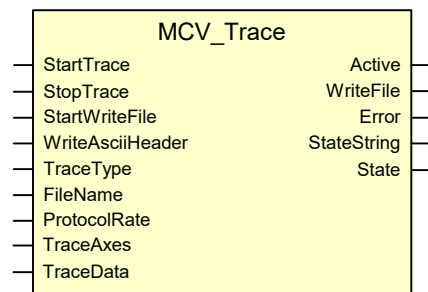 MCV_Trace
StartTrace Active
StopTrace WriteFile
StartWriteFile Error
WriteAsciiHeader StateString
TraceType State
FileName
ProtocolRate
TraceAxes
TraceData